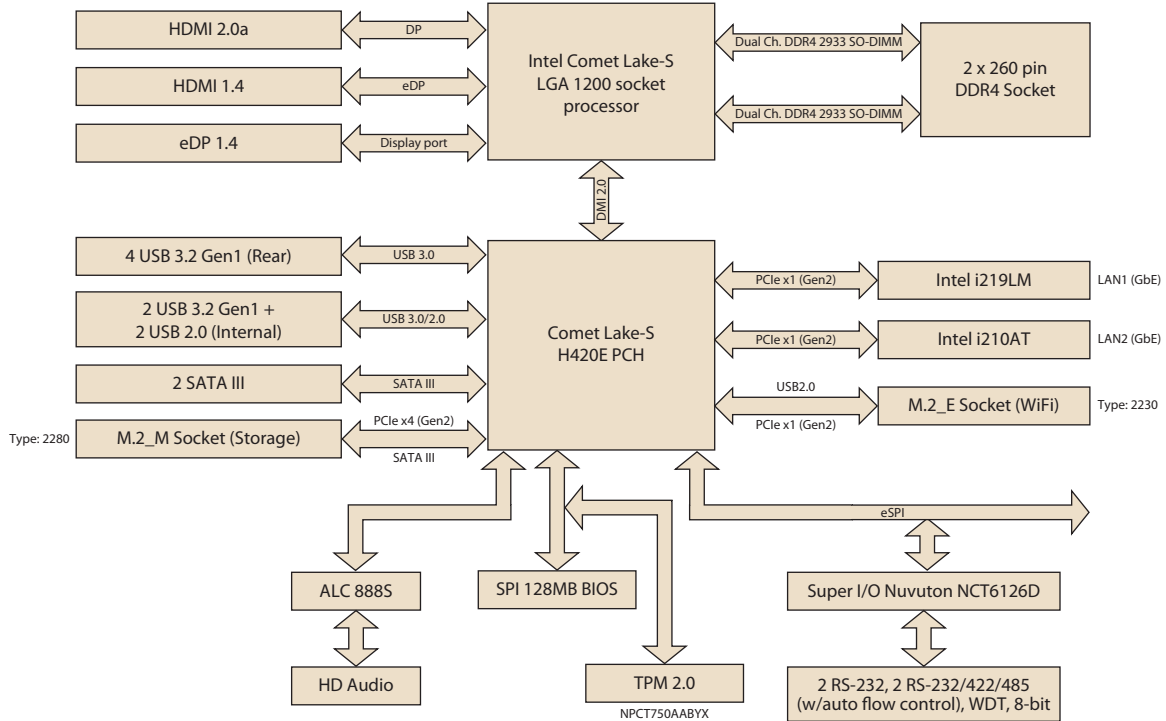 HDMI 2.0a
DP
HDMI 1.4
eDP
eDP 1.4
Display port
Intel Comet Lake-S
LGA 1200 socket
processor
Dual Ch. DDR4 2933 SO-DIMM
Dual Ch. DDR4 2933 SO-DIMM
2 x 260 pin
DDR4 Socket
DMI 2.0
4 USB 3.2 Gen1 (Rear)
USB 3.0
2 USB 3.2 Gen1 +
2 USB 2.0 (Internal)
USB 3.0/2.0
2 SATA III
SATA III
Type: 2280
M.2_M Socket (Storage)
PCIe x4 (Gen2)
SATA III
Comet Lake-S
H420E PCH
PCIe x1 (Gen2)
Intel i219LM
LAN1 (GbE)
PCIe x1 (Gen2)
Intel i210AT
LAN2 (GbE)
USB2.0
PCIe x1 (Gen2)
M.2_E Socket (WiFi)
Type: 2230
eSPI
ALC 888S
SPI 128MB BIOS
Super I/O Nuvuton NCT6126D
HD Audio
TPM 2.0
NPCT750AABYX
2 RS-232, 2 RS-232/422/485
(w/auto flow control), WDT, 8-bit